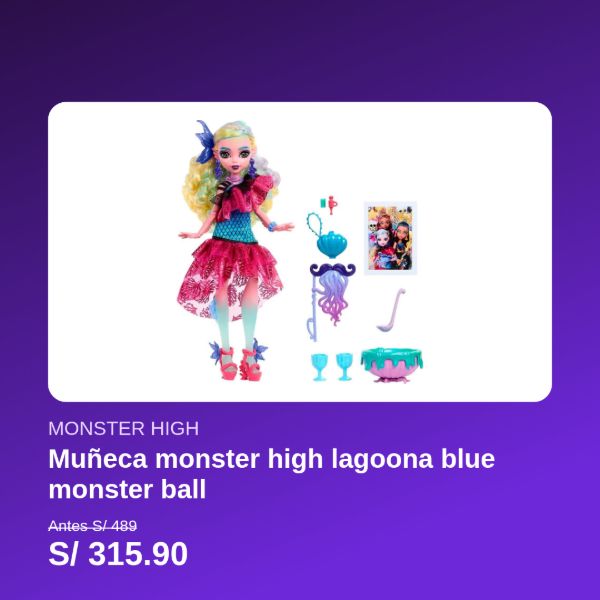 MONSTER HIGH
Muñeca monster high lagoona blue
monster ball
Antes S/ 489
S/ 315.90